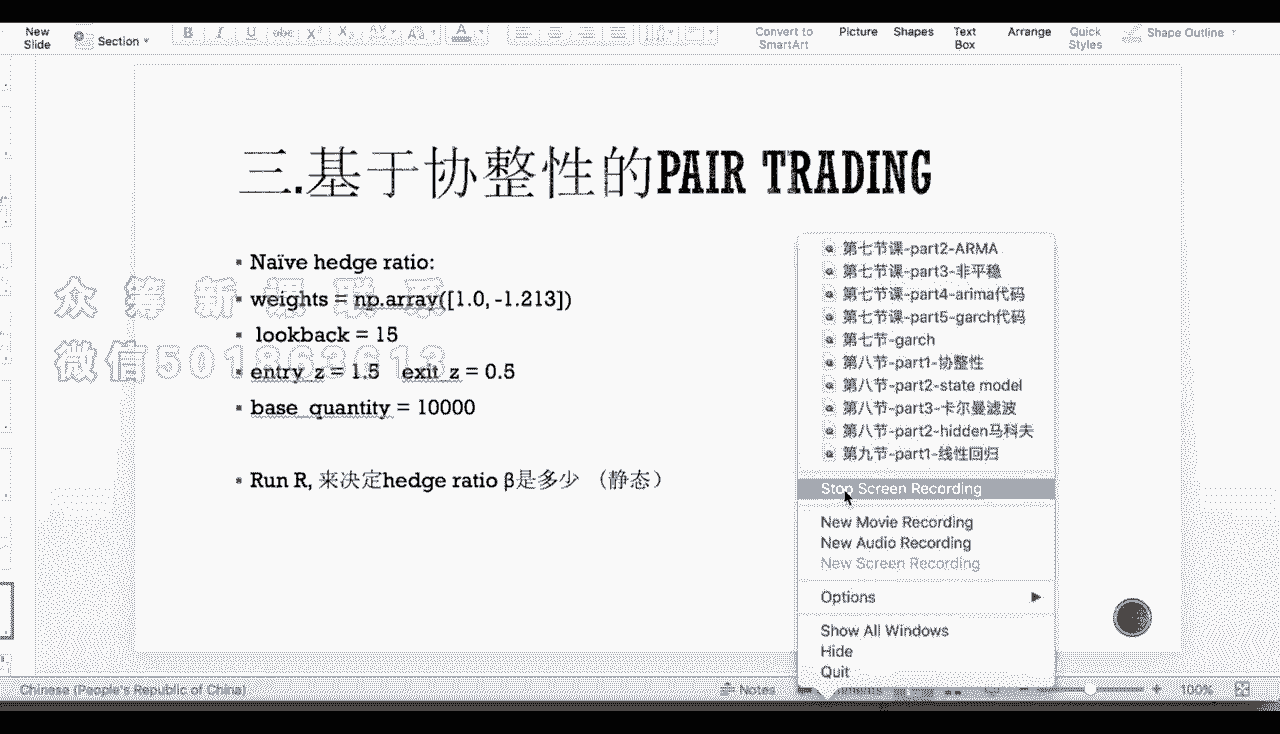 New
Slide
Section
B I U abc X² X₂ AV Aa A
Convert to
SmartArt
Picture
Shapes
Text
Box
Arrange
Quick
Styles
Shape Outline
三.基于协整性的PAIR TRADING
Naïve hedge ratio:
weights = np.array([1.0, -1.213])
lookback = 15
entry_z = 1.5 exit_z = 0.5
base_quantity = 10000
Run R, 来决定hedge ratio β是多少 （静态）
众筹新课联系
微信501863613
第七节课-part2-ARMA
第七节课-part3-非平稳
第七节课-part4-arima代码
第七节课-part5-garch代码
第七节-garch
第八节-part1-协整性
第八节-part2-state model
第八节-part3-卡尔曼滤波
第八节-part2-hidden马科夫
第九节-part1-线性回归
Stop Screen Recording
New Movie Recording
New Audio Recording
New Screen Recording
Options
Show All Windows
Hide
Quit
Chinese (People's Republic of China)
Notes
100%